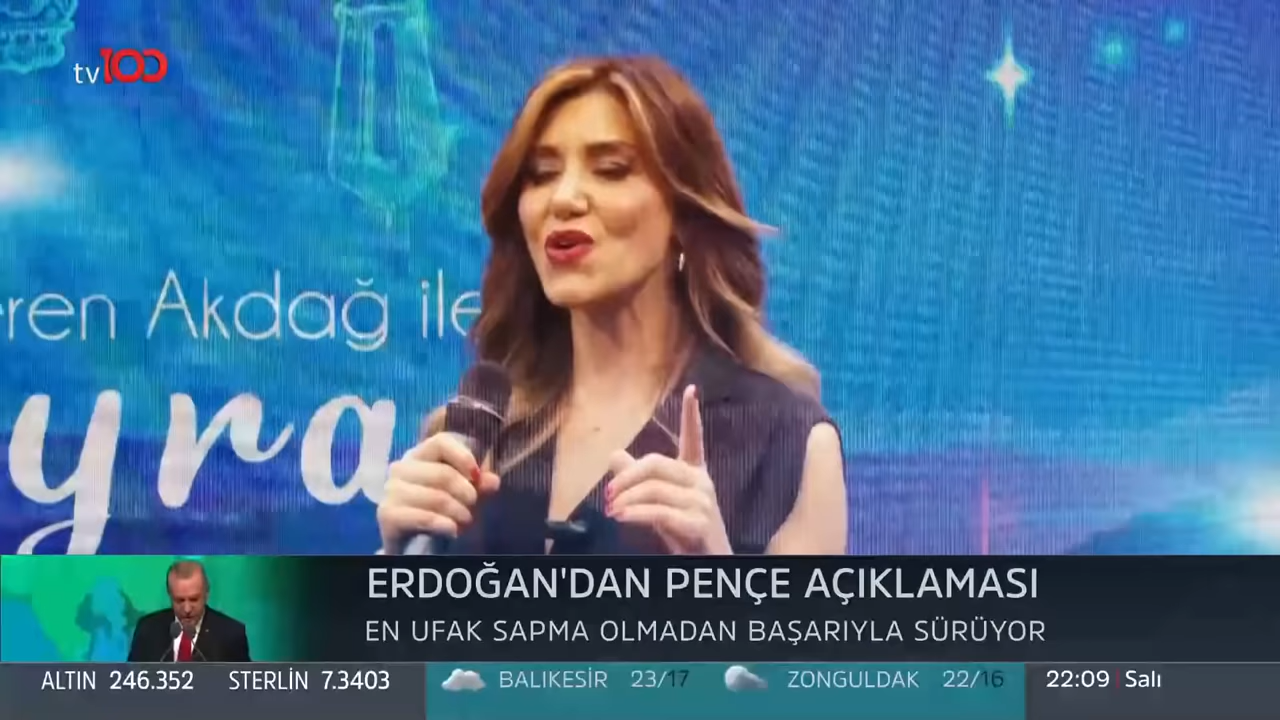 tv100
eren Akdağ ile
yra
ERDOĞAN'DAN PENÇE AÇIKLAMASI
EN UFAK SAPMA OLMADAN BAŞARIYLA SÜRÜYOR
ALTIN 246.352 STERLİN 7.3403 BALIKESİR 23/17 ZONGULDAK 22/16 22:09 Salı